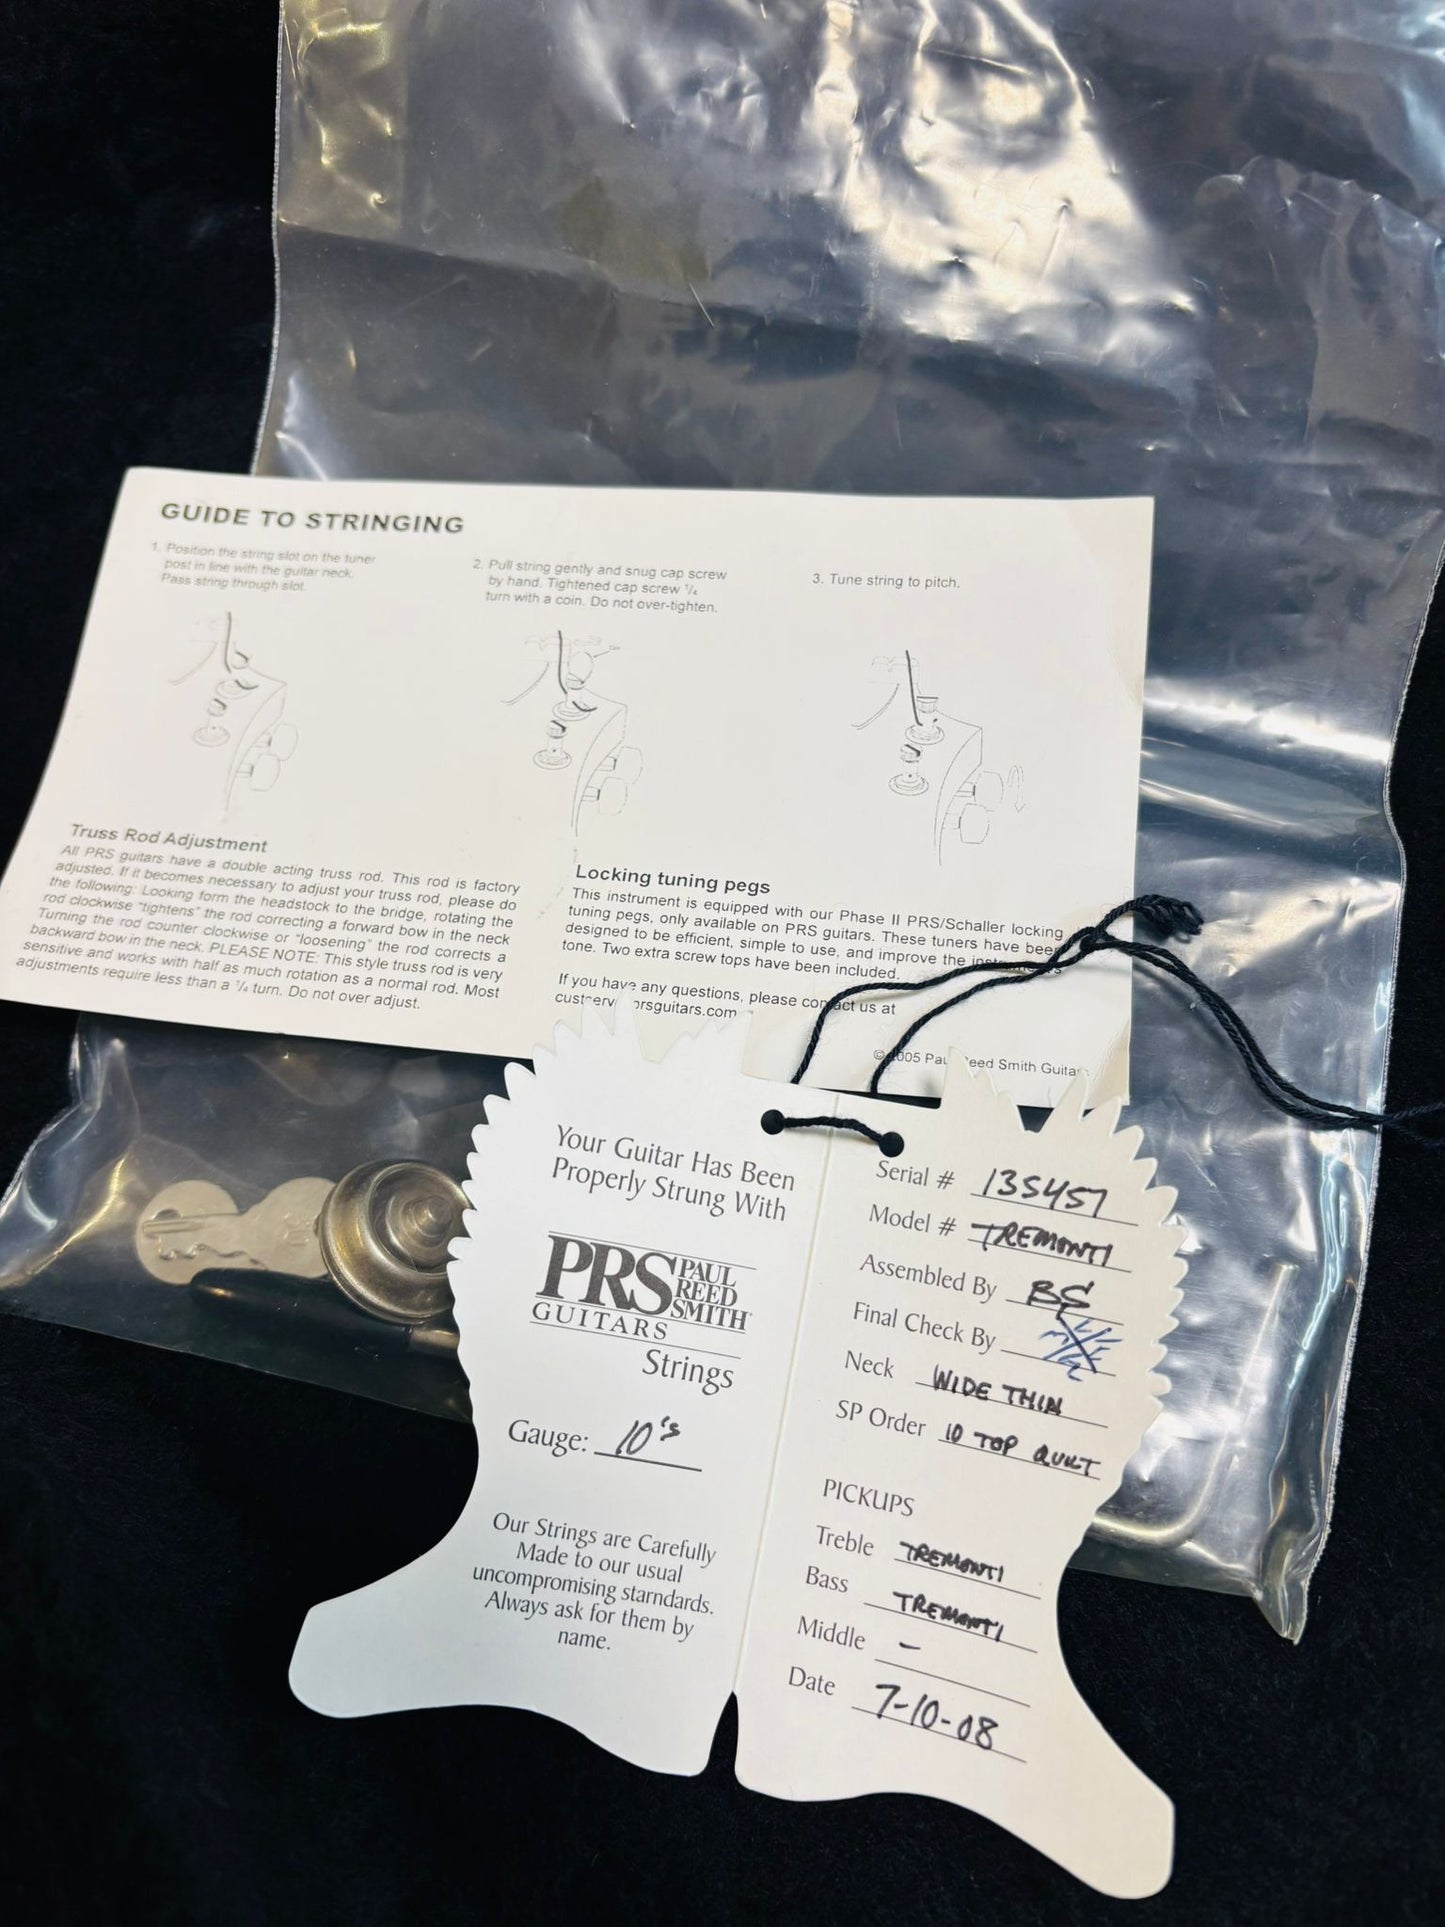 GUIDE TO STRINGING
1. Position the string slot on the tuner
post in line with the guitar neck.
Pass string through slot.
2. Pull string gently and snug cap screw
by hand. Tightened cap screw 1/4
turn with a coin. Do not over-tighten.
3. Tune string to pitch.
Truss Rod Adjustment
All PRS guitars have a double acting truss rod. This rod is factory
adjusted. If it becomes necessary to adjust your truss rod, please do
the following: Looking form the headstock to the bridge, rotating the
rod clockwise "tightens" the rod correcting a forward bow in the neck
Turning the rod counter clockwise or "loosening" the rod corrects a
backward bow in the neck. PLEASE NOTE: This style truss rod is very
sensitive and works with half as much rotation as a normal rod. Most
adjustments require less than a 1/4 turn. Do not over adjust.
Locking tuning pegs
This instrument is equipped with our Phase II PRS/Schaller locking
tuning pegs, only available on PRS guitars. These tuners have been
designed to be efficient, simple to use, and improve the instruments
tone. Two extra screw tops have been included.
If you have any questions, please contact us at
custserv prsguitars.com
© 2005 Paul Reed Smith Guitars
Your Guitar Has Been
Properly Strung With
PRS PAUL REED SMITH
GUITARS
Strings
Gauge: 10's
Our Strings are Carefully
Made to our usual
uncompromising starndards.
Always ask for them by
name.
Serial # 135457
Model # TREMONTI
Assembled By BS
Final Check By
Neck WIDE THIN
SP Order 10 TOP QUILT
PICKUPS
Treble TREMONTI
Bass TREMONTI
Middle -
Date 7-10-08